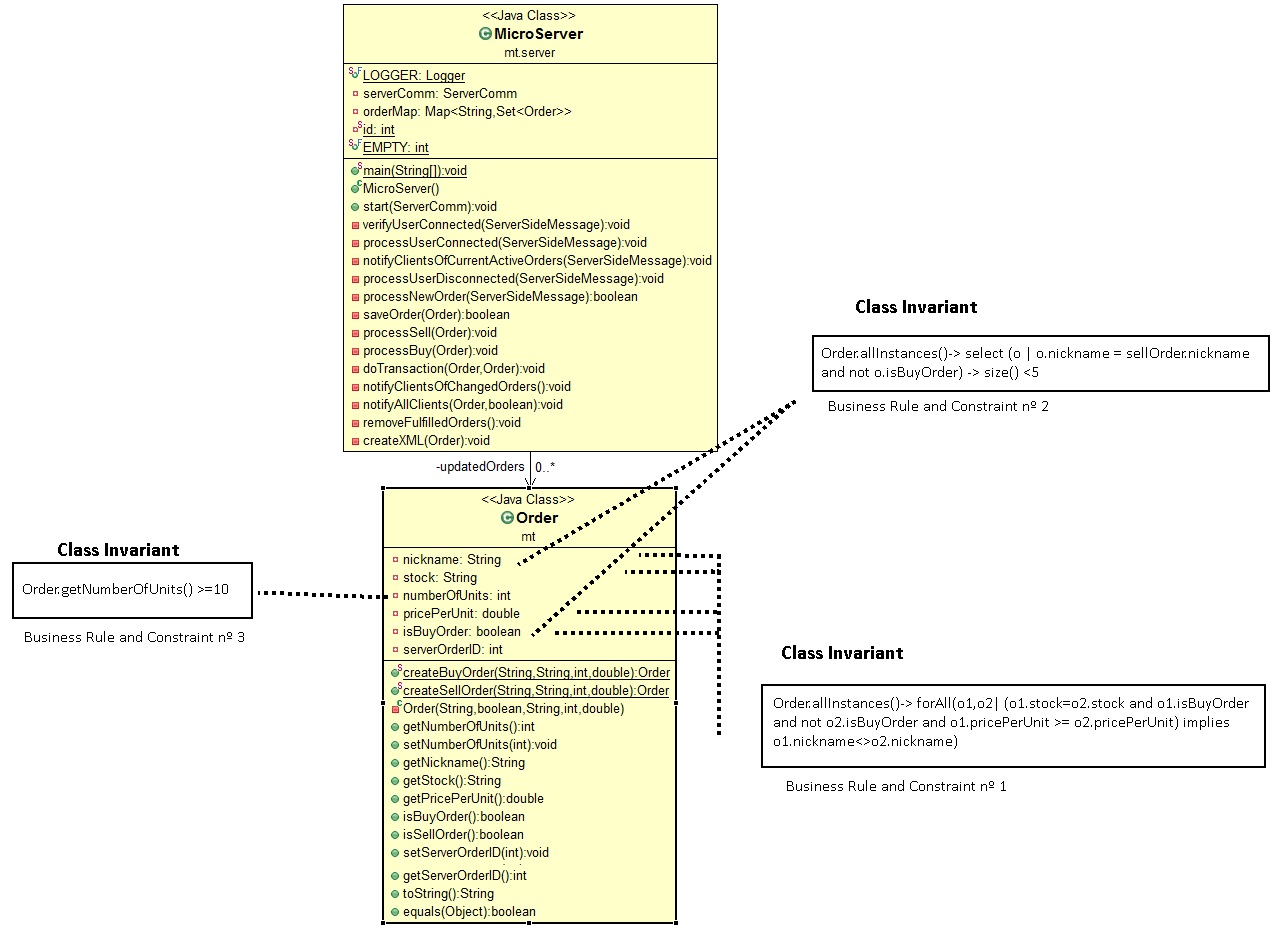 <<Java Class>>
MicroServer
mt.server
LOGGER: Logger
serverComm: ServerComm
orderMap: Map<String,Set<Order>>
id: int
EMPTY: int
main(String[]):void
MicroServer()
start(ServerComm):void
verifyUserConnected(ServerSideMessage):void
processUserConnected(ServerSideMessage):void
notifyClientsOfCurrentActiveOrders(ServerSideMessage):void
processUserDisconnected(ServerSideMessage):void
processNewOrder(ServerSideMessage):boolean
saveOrder(Order):boolean
processSell(Order):void
processBuy(Order):void
doTransaction(Order,Order):void
notifyClientsOfChangedOrders():void
notifyAllClients(Order,boolean):void
removeFulfilledOrders():void
createXML(Order):void
-updatedOrders 0..*
<<Java Class>>
Order
mt
nickname: String
stock: String
numberOfUnits: int
pricePerUnit: double
isBuyOrder: boolean
serverOrderID: int
createBuyOrder(String,String,int,double):Order
createSellOrder(String,String,int,double):Order
Order(String,boolean,String,int,double)
getNumberOfUnits():int
setNumberOfUnits(int):void
getNickname():String
getStock():String
getPricePerUnit():double
isBuyOrder():boolean
isSellOrder():boolean
setServerOrderID(int):void
getServerOrderID():int
toString():String
equals(Object):boolean
Class Invariant
Order.allInstances()-> select (o | o.nickname = sellOrder.nickname
and not o.isBuyOrder) -> size() <5
Business Rule and Constraint nº 2
Class Invariant
Order.getNumberOfUnits() >=10
Business Rule and Constraint nº 3
Class Invariant
Order.allInstances()-> forAll(o1,o2| (o1.stock=o2.stock and o1.isBuyOrder
and not o2.isBuyOrder and o1.pricePerUnit >= o2.pricePerUnit) implies
o1.nickname<>o2.nickname)
Business Rule and Constraint nº 1